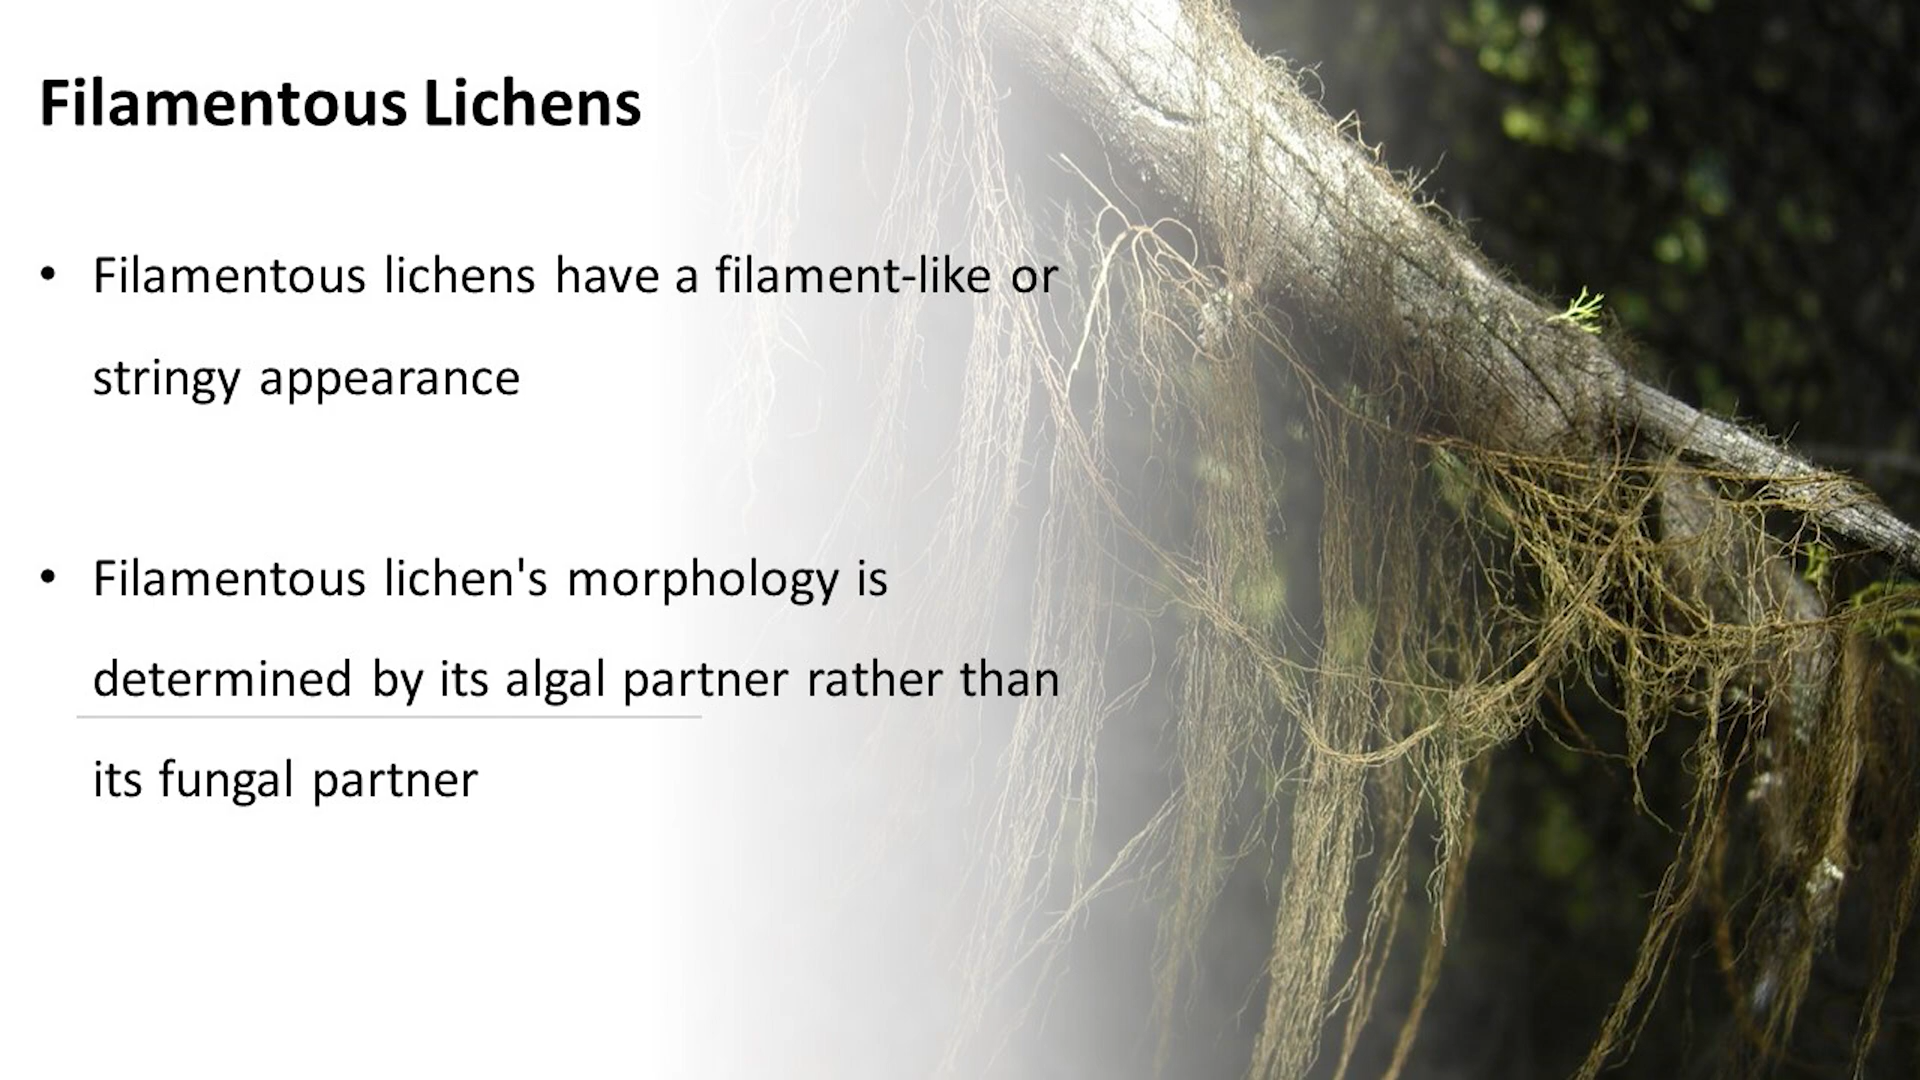 Filamentous Lichens
• Filamentous lichens have a filament-like or
stringy appearance
• Filamentous lichen's morphology is
determined by its algal partner rather than
its fungal partner